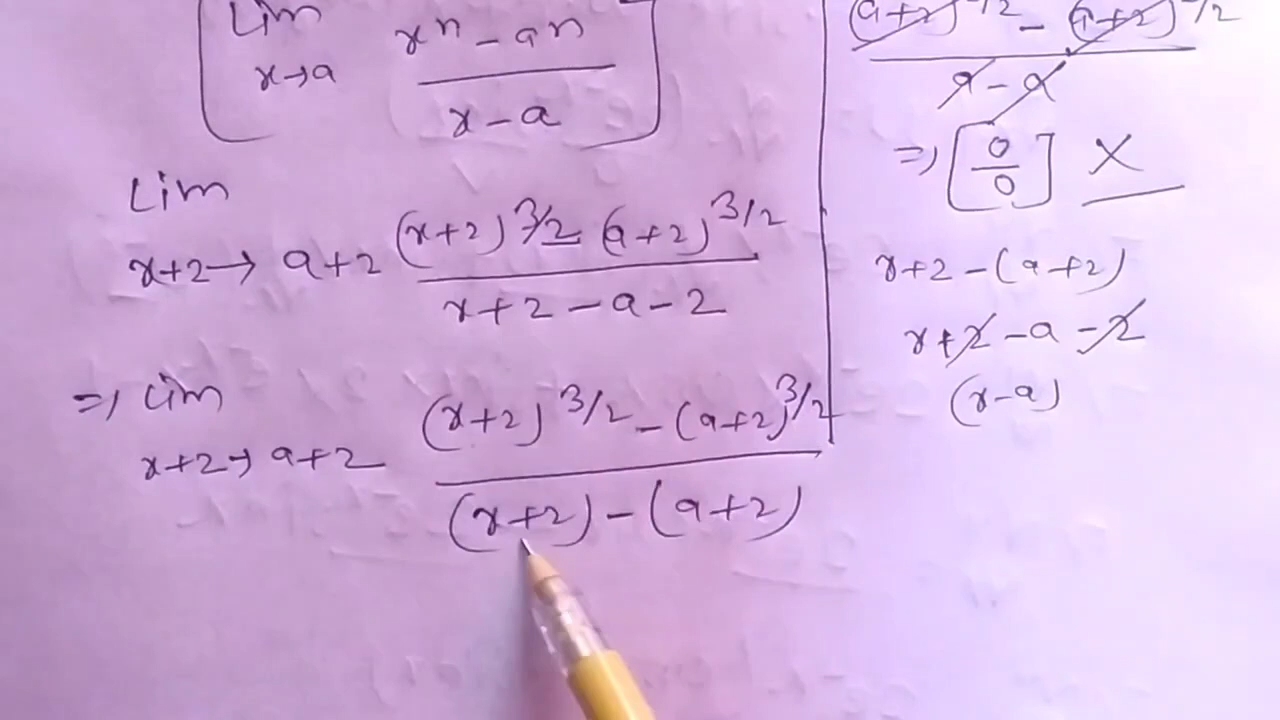 Lim x→a xⁿ - aⁿ / x - a
Lim x+2 → a+2 (x+2)^3/2 - (a+2)^3/2 / x+2-a-2
⇒ Lim x+2 → a+2 (x+2)^3/2 - (a+2)^3/2 / (x+2) - (a+2)
a - a
⇒ [0/0] X
x+2 - (a+2)
x+2 - a - 2
(x-a)